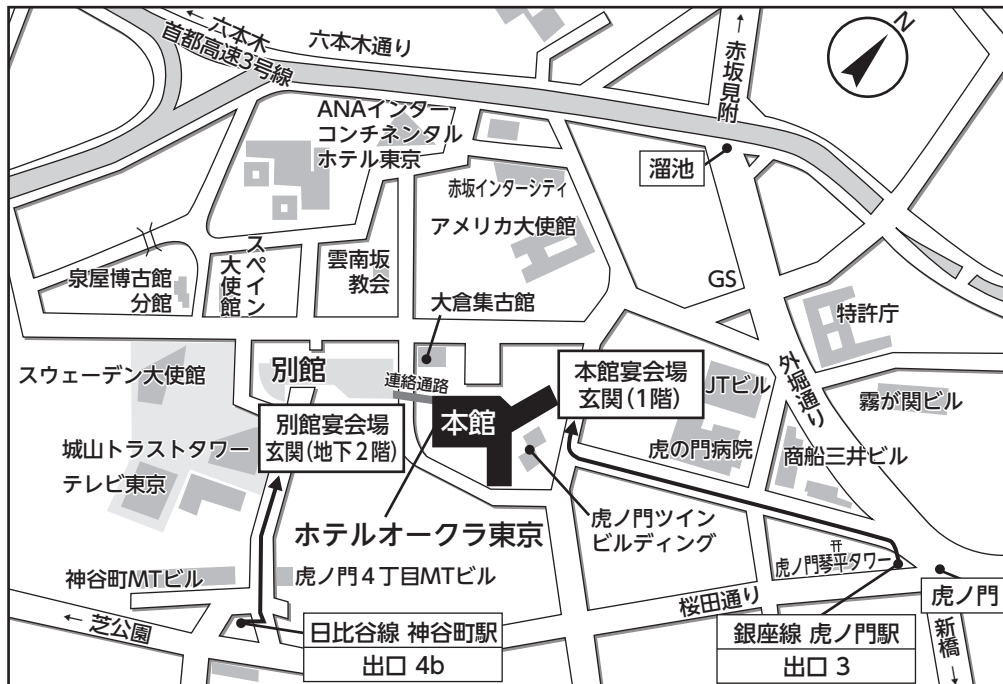 ← 六本木
首都高速3号線
六本木通り
N
← 赤坂見附
ANAインター
コンチネンタル
ホテル東京
溜池
赤坂インターシティ
アメリカ大使館
スペイン
大使館
雲南坂
教会
泉屋博古館
分館
GS
大倉集古館
特許庁
外堀通り
スウェーデン大使館
別館
連絡通路
本館宴会場
玄関(1階)
JTビル
霧が関ビル
本館
別館宴会場
玄関(地下2階)
城山トラストタワー
テレビ東京
虎の門病院
商船三井ビル
ホテルオークラ東京
虎ノ門ツイン
ビルディング
虎ノ門琴平タワー
神谷町MTビル
虎ノ門4丁目MTビル
桜田通り
虎ノ門
← 芝公園
日比谷線 神谷町駅
出口 4b
銀座線 虎ノ門駅
出口 3
新橋 →